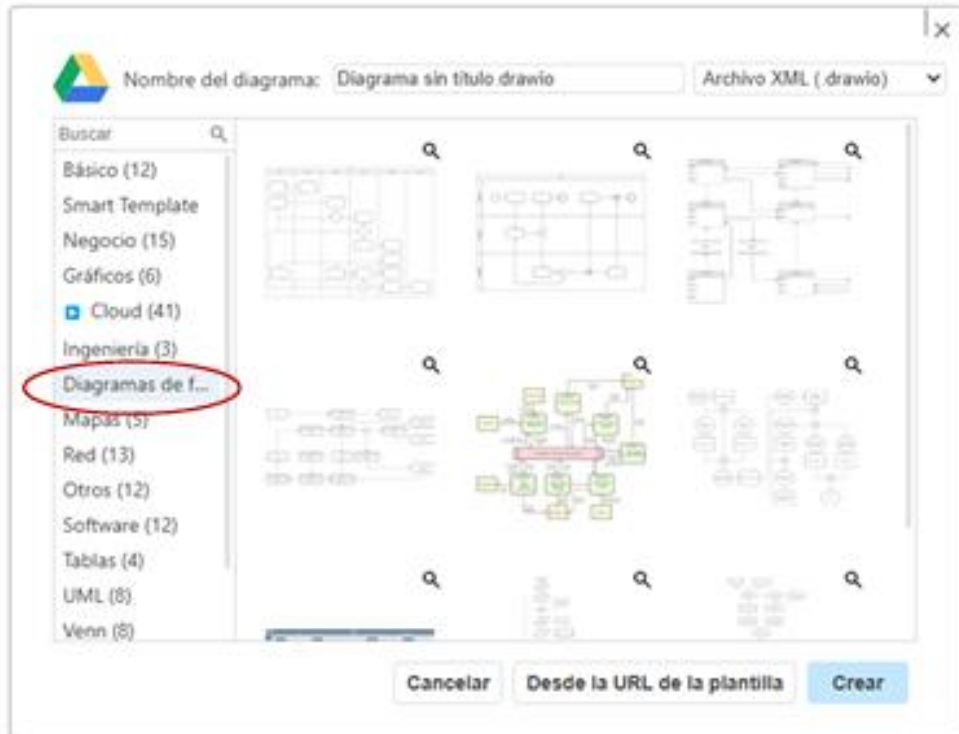 Nombre del diagrama: Diagrama sin título drawio Archivo XML (.drawio)
Buscar
Básico (12)
Smart Template
Negocio (15)
Gráficos (6)
Cloud (41)
Ingeniería (3)
Diagramas de f...
Mapas (5)
Red (13)
Otros (12)
Software (12)
Tablas (4)
UML (8)
Venn (8)
Cancelar Desde la URL de la plantilla Crear